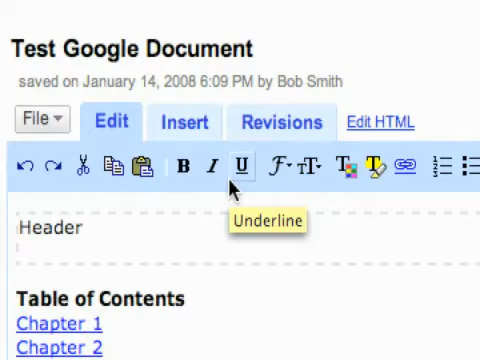 Test Google Document
saved on January 14, 2008 6:09 PM by Bob Smith
File Edit Insert Revisions Edit HTML
B I U F TT T T
Underline
Header
Table of Contents
Chapter 1
Chapter 2